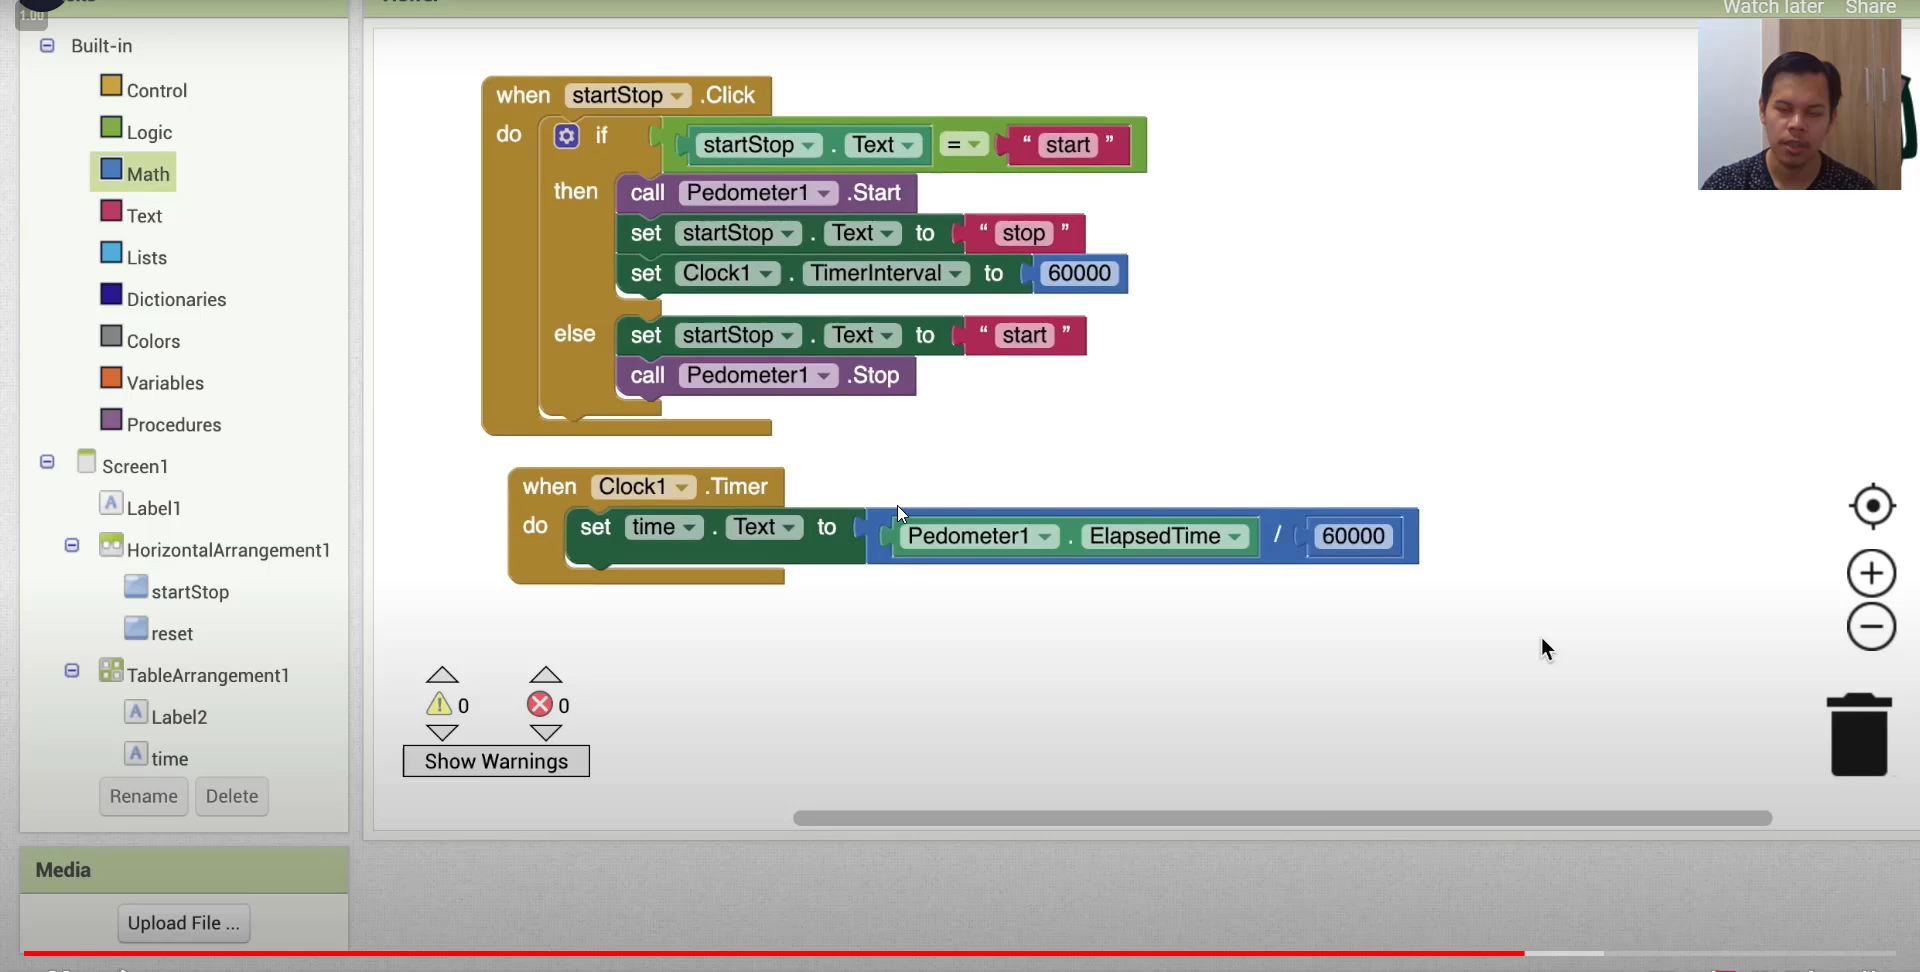 1.00
Watch later Share
Built-in
Control
Logic
Math
Text
Lists
Dictionaries
Colors
Variables
Procedures
Screen1
Label1
HorizontalArrangement1
startStop
reset
TableArrangement1
Label2
time
Rename Delete
Media
Upload File ...
when startStop .Click
do if startStop . Text = “ start ”
then call Pedometer1 .Start
set startStop . Text to “ stop ”
set Clock1 . TimerInterval to 60000
else set startStop . Text to “ start ”
call Pedometer1 .Stop
when Clock1 .Timer
do set time . Text to Pedometer1 . ElapsedTime / 60000
0 0
Show Warnings